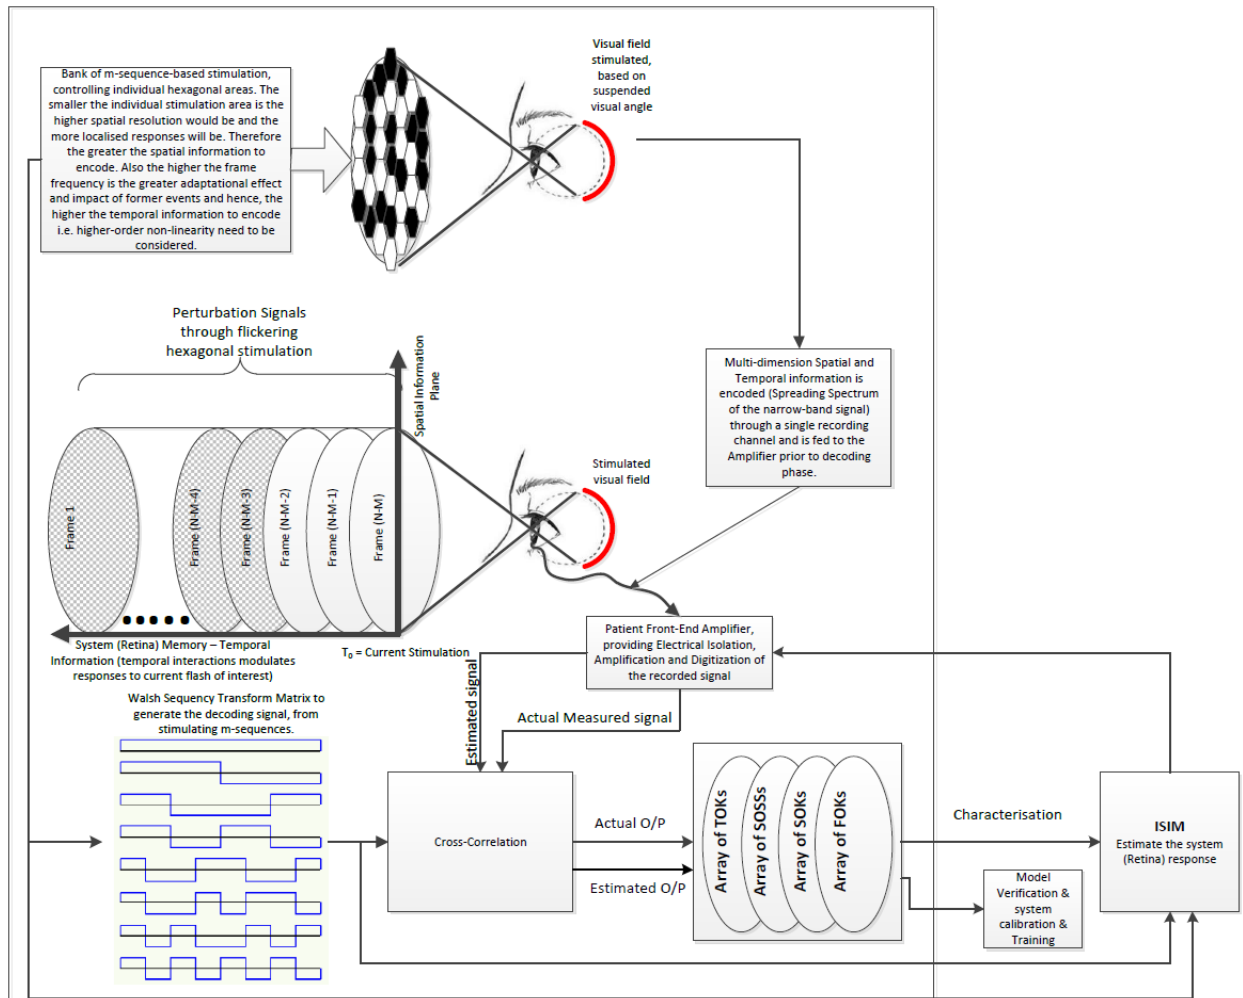 Bank of m-sequence-based stimulation,
controlling individual hexagonal areas. The
smaller the individual stimulation area is the
higher spatial resolution would be and the
more localised responses will be. Therefore
the greater the spatial information to
encode. Also the higher the frame
frequency is the greater adaptational effect
and impact of former events and hence, the
higher the temporal information to encode
i.e. higher-order non-linearity need to be
considered.
Visual field
stimulated,
based on
suspended
visual angle
Perturbation Signals
through flickering
hexagonal stimulation
Spatial Information
Plane
Multi-dimension Spatial and
Temporal information is
encoded (Spreading Spectrum
of the narrow-band signal)
through a single recording
channel and is fed to the
Amplifier prior to decoding
phase.
Frame 1
Frame (N-M-4)
Frame (N-M-3)
Frame (N-M-2)
Frame (N-M-1)
Frame (N-M)
Stimulated
visual field
System (Retina) Memory – Temporal
Information (temporal interactions modulates
responses to current flash of interest)
T₀ = Current Stimulation
Patient Front-End Amplifier,
providing Electrical Isolation,
Amplification and Digitization of
the recorded signal
Walsh Sequency Transform Matrix to
generate the decoding signal, from
stimulating m-sequences.
Estimated signal
Actual Measured signal
Cross-Correlation
Actual O/P
Estimated O/P
Array of TOKs
Array of SOSSs
Array of SOKs
Array of FOKs
Characterisation
ISIM
Estimate the system
(Retina) response
Model
Verification &
system
calibration &
Training